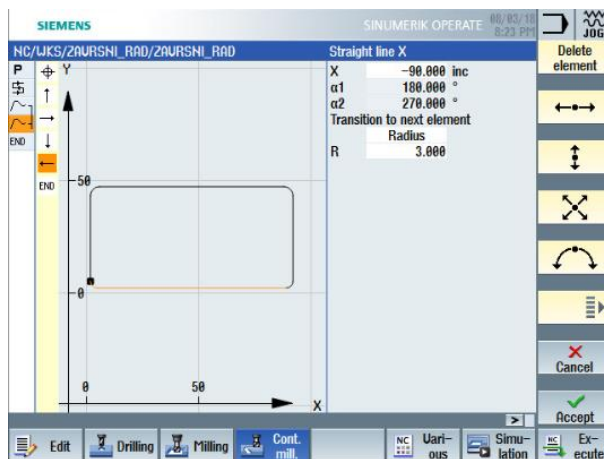 SIEMENS
SINUMERIK OPERATE
08/03/18
8:23 PM
JOG
NC/WKS/ZAVRSNI_RAD/ZAVRSNI_RAD
Straight line X
Delete
element
P
Y
END
END
50
0
0
50
X
X -90.000 inc
α1 180.000 °
α2 270.000 °
Transition to next element
Radius
R 3.000
Cancel
Accept
Edit
Drilling
Milling
Cont.
mill.
NC
Vari-
ous
Simu-
lation
NC
Ex-
ecute